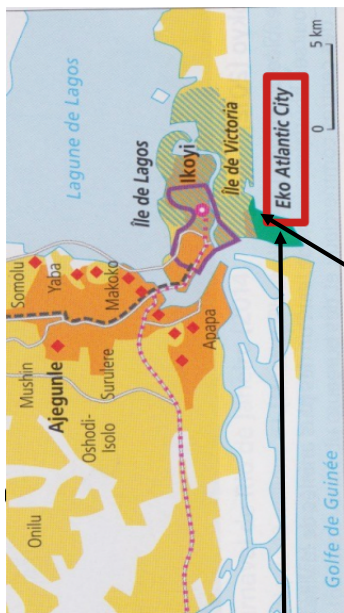 Lagune de Lagos
Île de Lagos
Ikoyi
Île de Victoria
Eko Atlantic City
5 km
0
Somolu
Yaba
Makoko
Mushin
Ajegunle
Surulere
Apapa
Oshodi-
Isolo
Onilu
Golfe de Guinée